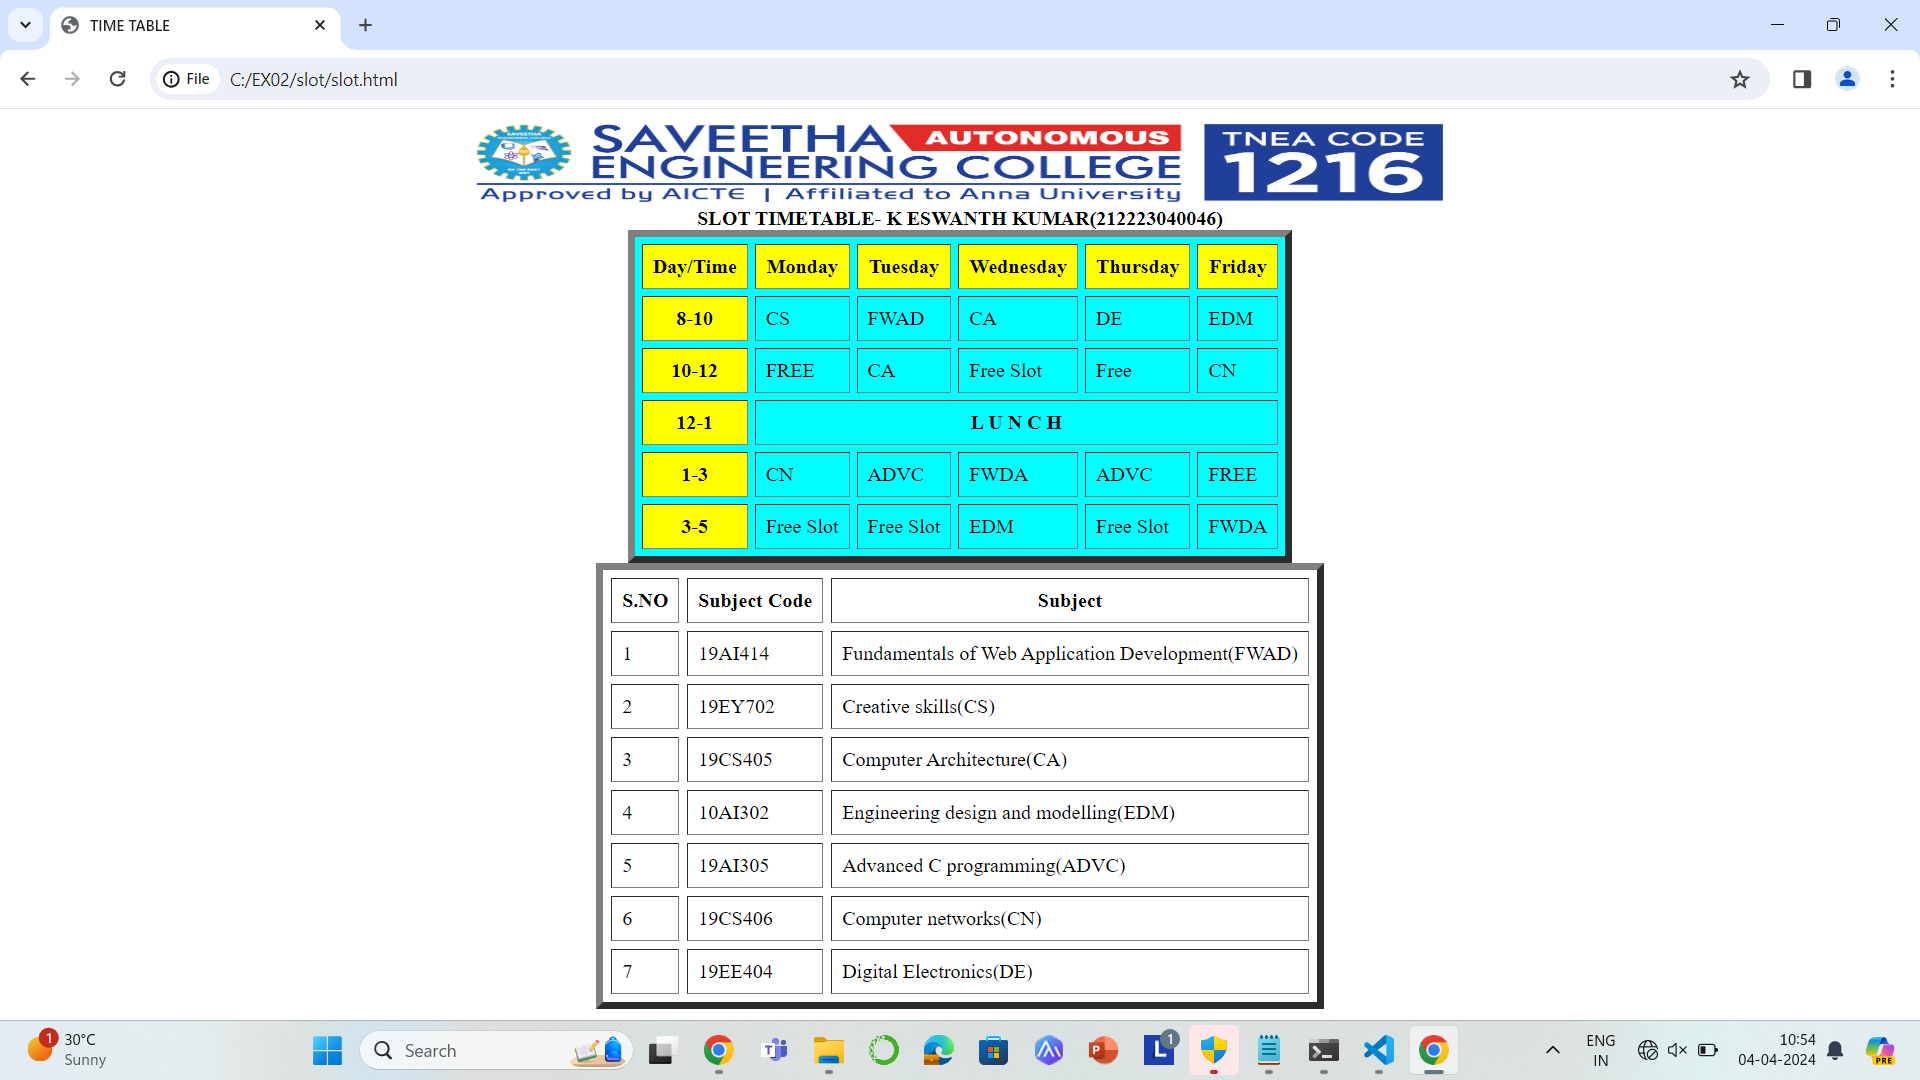 TIME TABLE
File C:/EX02/slot/slot.html
SAVEETHA AUTONOMOUS
ENGINEERING COLLEGE
Approved by AICTE | Affiliated to Anna University
TNEA CODE
1216
SLOT TIMETABLE- K ESWANTH KUMAR(212223040046)
Day/Time Monday Tuesday Wednesday Thursday Friday
8-10 CS FWAD CA DE EDM
10-12 FREE CA Free Slot Free CN
12-1 L U N C H
1-3 CN ADVC FWDA ADVC FREE
3-5 Free Slot Free Slot EDM Free Slot FWDA
S.NO Subject Code Subject
1 19AI414 Fundamentals of Web Application Development(FWAD)
2 19EY702 Creative skills(CS)
3 19CS405 Computer Architecture(CA)
4 10AI302 Engineering design and modelling(EDM)
5 19AI305 Advanced C programming(ADVC)
6 19CS406 Computer networks(CN)
7 19EE404 Digital Electronics(DE)
1 30°C
Sunny
Search
1
ENG
IN
10:54
04-04-2024
PRE